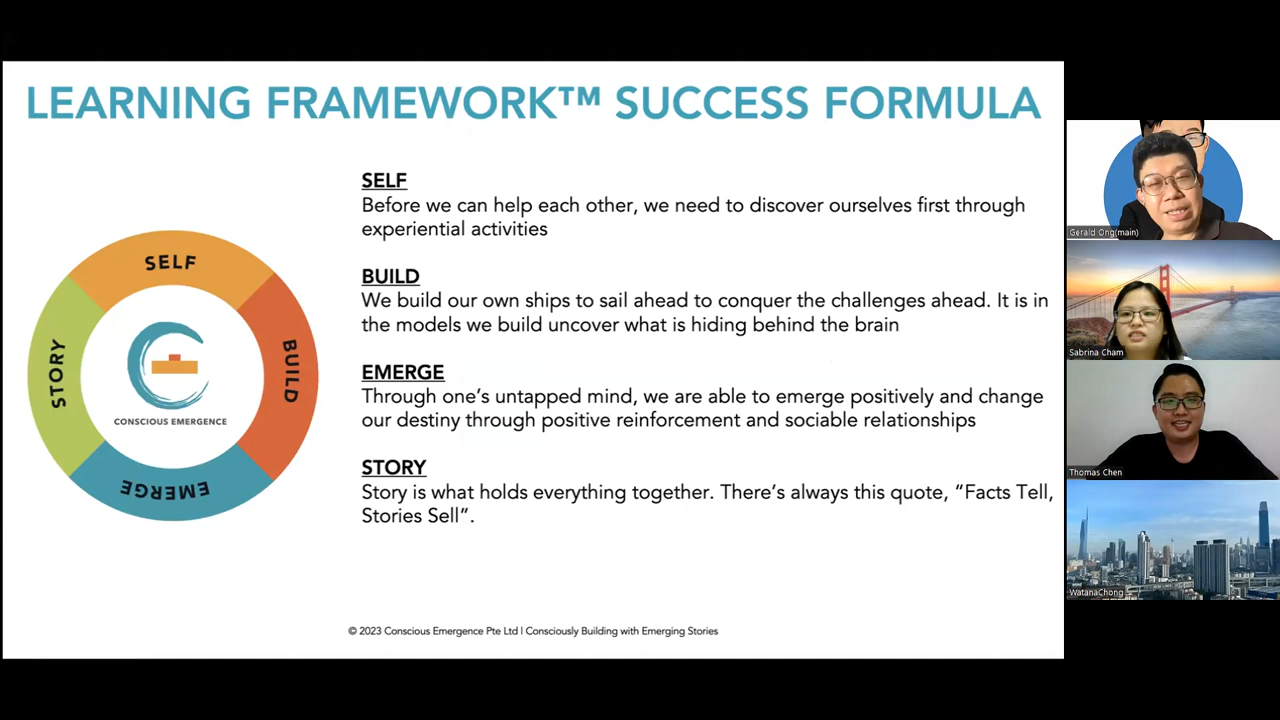 LEARNING FRAMEWORK™ SUCCESS FORMULA
SELF
Before we can help each other, we need to discover ourselves first through
experiential activities
BUILD
We build our own ships to sail ahead to conquer the challenges ahead. It is in
the models we build uncover what is hiding behind the brain
EMERGE
Through one’s untapped mind, we are able to emerge positively and change
our destiny through positive reinforcement and sociable relationships
STORY
Story is what holds everything together. There’s always this quote, “Facts Tell,
Stories Sell”.
SELF
BUILD
EMERGE
STORY
CONSCIOUS EMERGENCE
© 2023 Conscious Emergence Pte Ltd | Consciously Building with Emerging Stories
Gerald Ong(main)
Sabrina Cham
Thomas Chen
WatanaChong